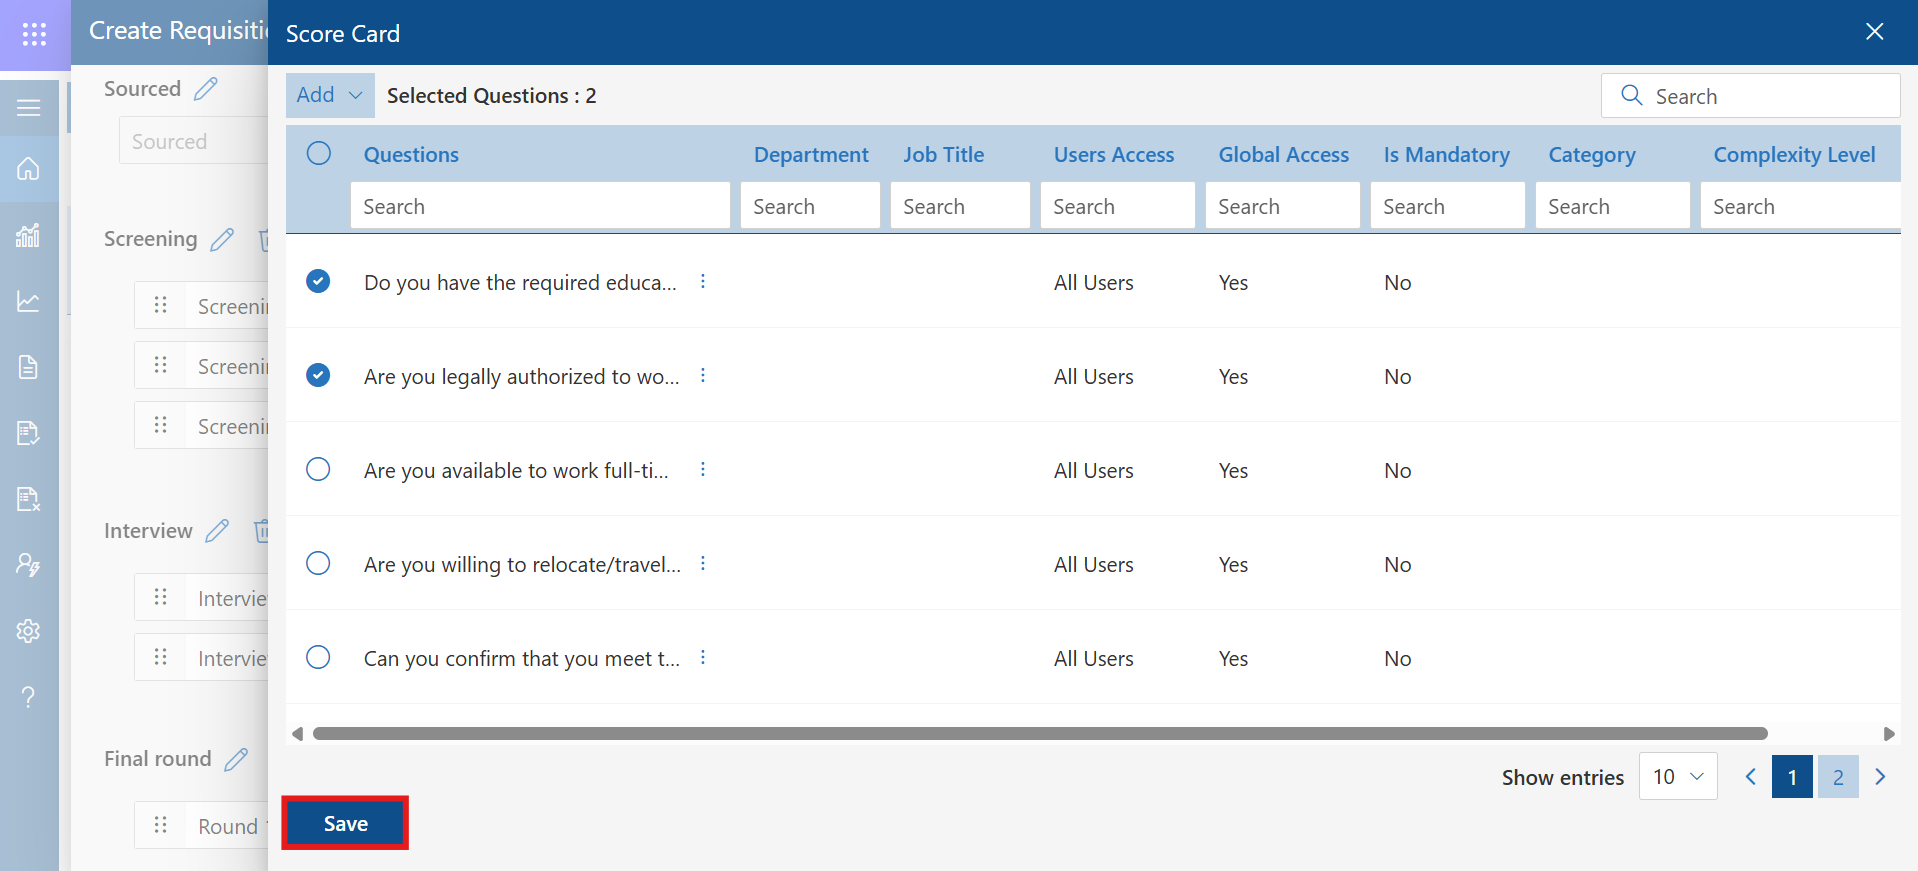 Create Requisitio
Score Card
Sourced
Sourced
Screening
Screenin
Screenin
Screenin
Interview
Intervie
Intervie
Final round
Round 1
Add
Selected Questions : 2
Search
Questions Department Job Title Users Access Global Access Is Mandatory Category Complexity Level
Search Search Search Search Search Search Search Search
Do you have the required educa... All Users Yes No
Are you legally authorized to wo... All Users Yes No
Are you available to work full-ti... All Users Yes No
Are you willing to relocate/travel... All Users Yes No
Can you confirm that you meet t... All Users Yes No
Show entries 10 1 2
Save